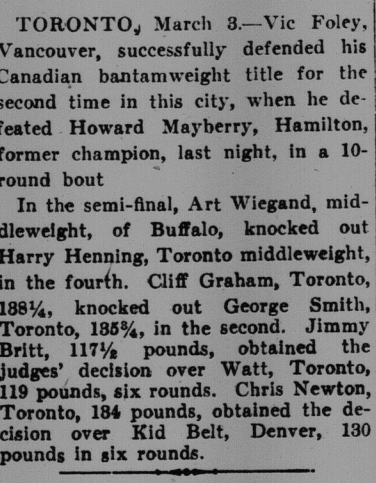 TORONTO, March 3.—Vic Foley,
Vancouver, successfully defended his
Canadian bantamweight title for the
second time in this city, when he de-
feated Howard Mayberry, Hamilton,
former champion, last night, in a 10-
round bout
In the semi-final, Art Wiegand, mid-
dleweight, of Buffalo, knocked out
Harry Henning, Toronto middleweight,
in the fourth. Cliff Graham, Toronto,
138¼, knocked out George Smith,
Toronto, 135¾, in the second. Jimmy
Britt, 117½ pounds, obtained the
judges' decision over Watt, Toronto,
119 pounds, six rounds. Chris Newton,
Toronto, 134 pounds, obtained the de-
cision over Kid Belt, Denver, 130
pounds in six rounds.